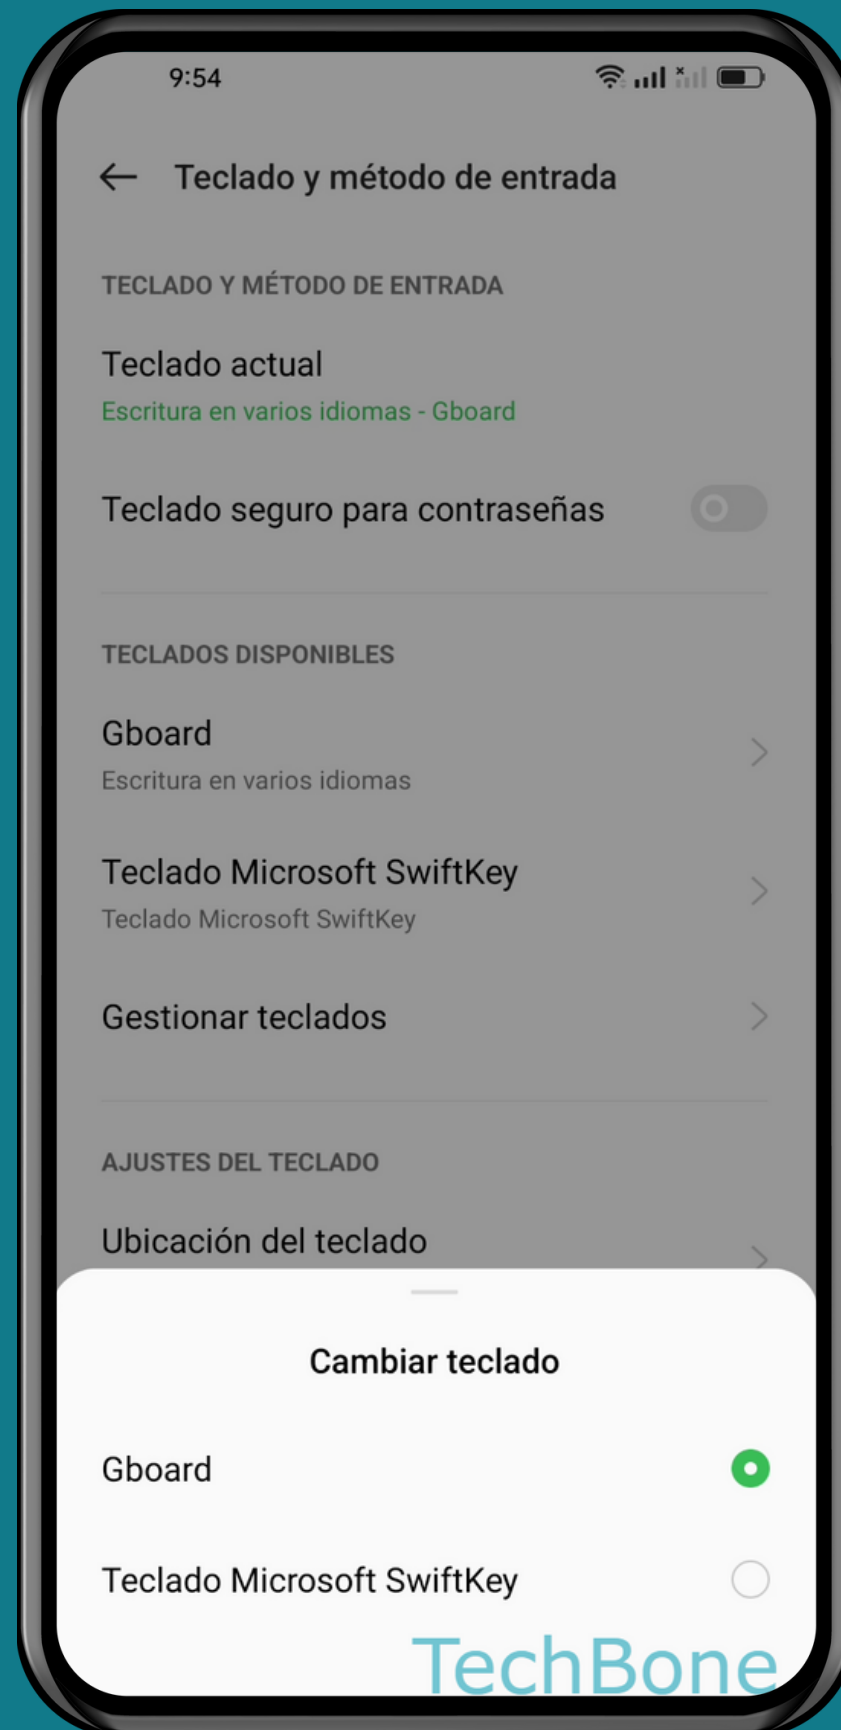 9:54
Teclado y método de entrada
TECLADO Y MÉTODO DE ENTRADA
Teclado actual
Escritura en varios idiomas - Gboard
Teclado seguro para contraseñas
TECLADOS DISPONIBLES
Gboard
Escritura en varios idiomas
Teclado Microsoft SwiftKey
Teclado Microsoft SwiftKey
Gestionar teclados
AJUSTES DEL TECLADO
Ubicación del teclado
Cambiar teclado
Gboard
Teclado Microsoft SwiftKey
TechBone